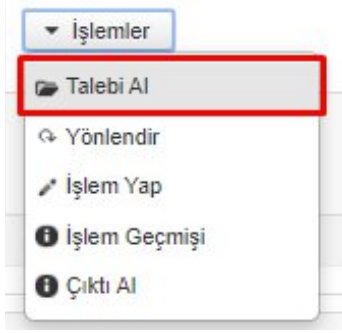 İşlemler
Talebi Al
Yönlendir
İşlem Yap
İşlem Geçmişi
Çıktı Al